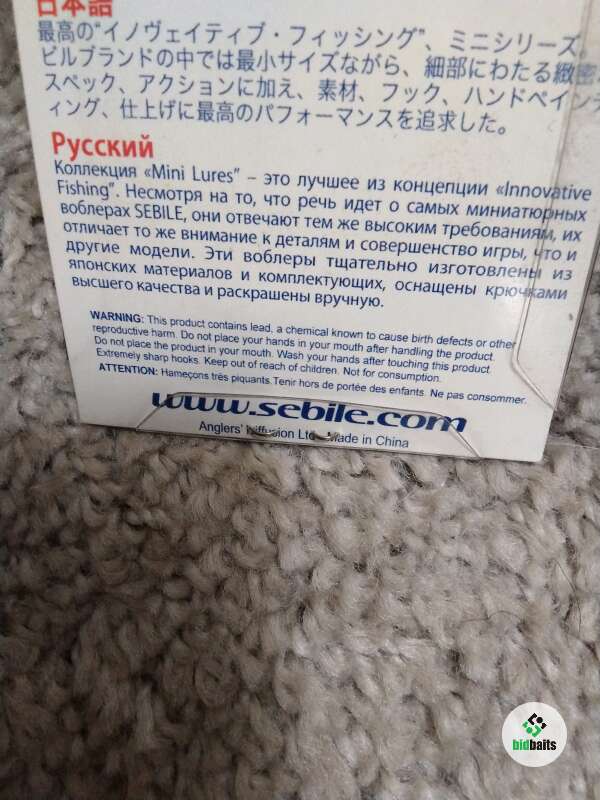 日本語
最高の“イノヴェイティブ・フィッシング”、ミニシリーズ。
ビルブランドの中では最小サイズながら、細部にわたる緻密
スペック、アクションに加え、素材、フック、ハンドペインテ
ィング、仕上げに最高のパフォーマンスを追求した。
Русский
Коллекция «Mini Lures” – это лучшее из концепции «Innovative
Fishing”. Несмотря на то, что речь идет о самых миниатюрных
воблерах SEBILE, они отвечают тем же высоким требованиям, их
отличает то же внимание к деталям и совершенство игры, что и
другие модели. Эти воблеры тщательно изготовлены из
японских материалов и комплектующих, оснащены крючками
высшего качества и раскрашены вручную.
WARNING: This product contains lead, a chemical known to cause birth defects or other
reproductive harm. Do not place your hands in your mouth after handling the product.
Do not place the product in your mouth. Wash your hands after touching this product.
Extremely sharp hooks. Keep out of reach of children. Not for consumption.
ATTENTION: Hameçons très piquants. Tenir hors de portée des enfants. Ne pas consommer.
www.sebile.com
Anglers' Diffusion Ltd - Made in China
bidbaits